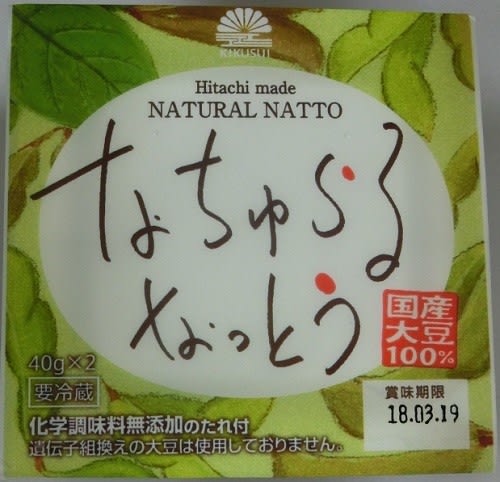 KIKUSUI
Hitachi made
NATURAL NATTO
なちゅらる
なっとう
国産
大豆
100%
40g×2
要冷蔵
賞味期限
18.03.19
化学調味料無添加のたれ付
遺伝子組換えの大豆は使用しておりません。